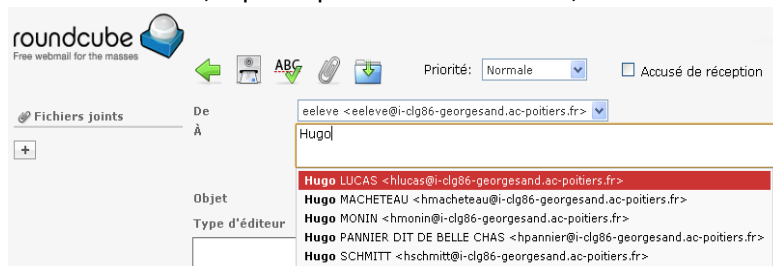 roundcube
Free webmail for the masses
ABC
Priorité: Normale
Accusé de réception
Fichiers joints
+
De
eeleve <eeleve@i-clg86-georgesand.ac-poitiers.fr>
À
Hugo
Hugo LUCAS <hlucas@i-clg86-georgesand.ac-poitiers.fr>
Objet
Hugo MACHETEAU <hmacheteau@i-clg86-georgesand.ac-poitiers.fr>
Type d'éditeur
Hugo MONIN <hmonin@i-clg86-georgesand.ac-poitiers.fr>
Hugo PANNIER DIT DE BELLE CHAS <hpannier@i-clg86-georgesand.ac-poitiers.fr>
Hugo SCHMITT <hschmitt@i-clg86-georgesand.ac-poitiers.fr>